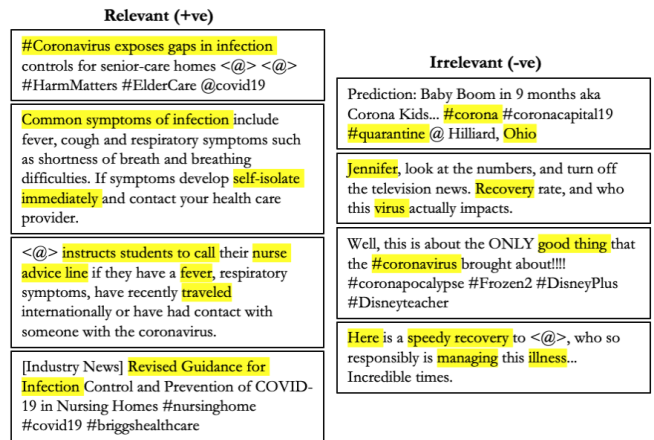 Relevant (+ve)
#Coronavirus exposes gaps in infection
controls for senior-care homes <@> <@>
#HarmMatters #ElderCare @covid19
Common symptoms of infection include
fever, cough and respiratory symptoms such
as shortness of breath and breathing
difficulties. If symptoms develop self-isolate
immediately and contact your health care
provider.
<@> instructs students to call their nurse
advice line if they have a fever, respiratory
symptoms, have recently traveled
internationally or have had contact with
someone with the coronavirus.
[Industry News] Revised Guidance for
Infection Control and Prevention of COVID-
19 in Nursing Homes #nursinghome
#covid19 #briggshealthcare
Irrelevant (-ve)
Prediction: Baby Boom in 9 months aka
Corona Kids... #corona #coronacapital19
#quarantine @ Hilliard, Ohio
Jennifer, look at the numbers, and turn off
the television news. Recovery rate, and who
this virus actually impacts.
Well, this is about the ONLY good thing that
the #coronavirus brought about!!!!
#coronapocalypse #Frozen2 #DisneyPlus
#Disneyteacher
Here is a speedy recovery to <@>, who so
responsibly is managing this illness...
Incredible times.